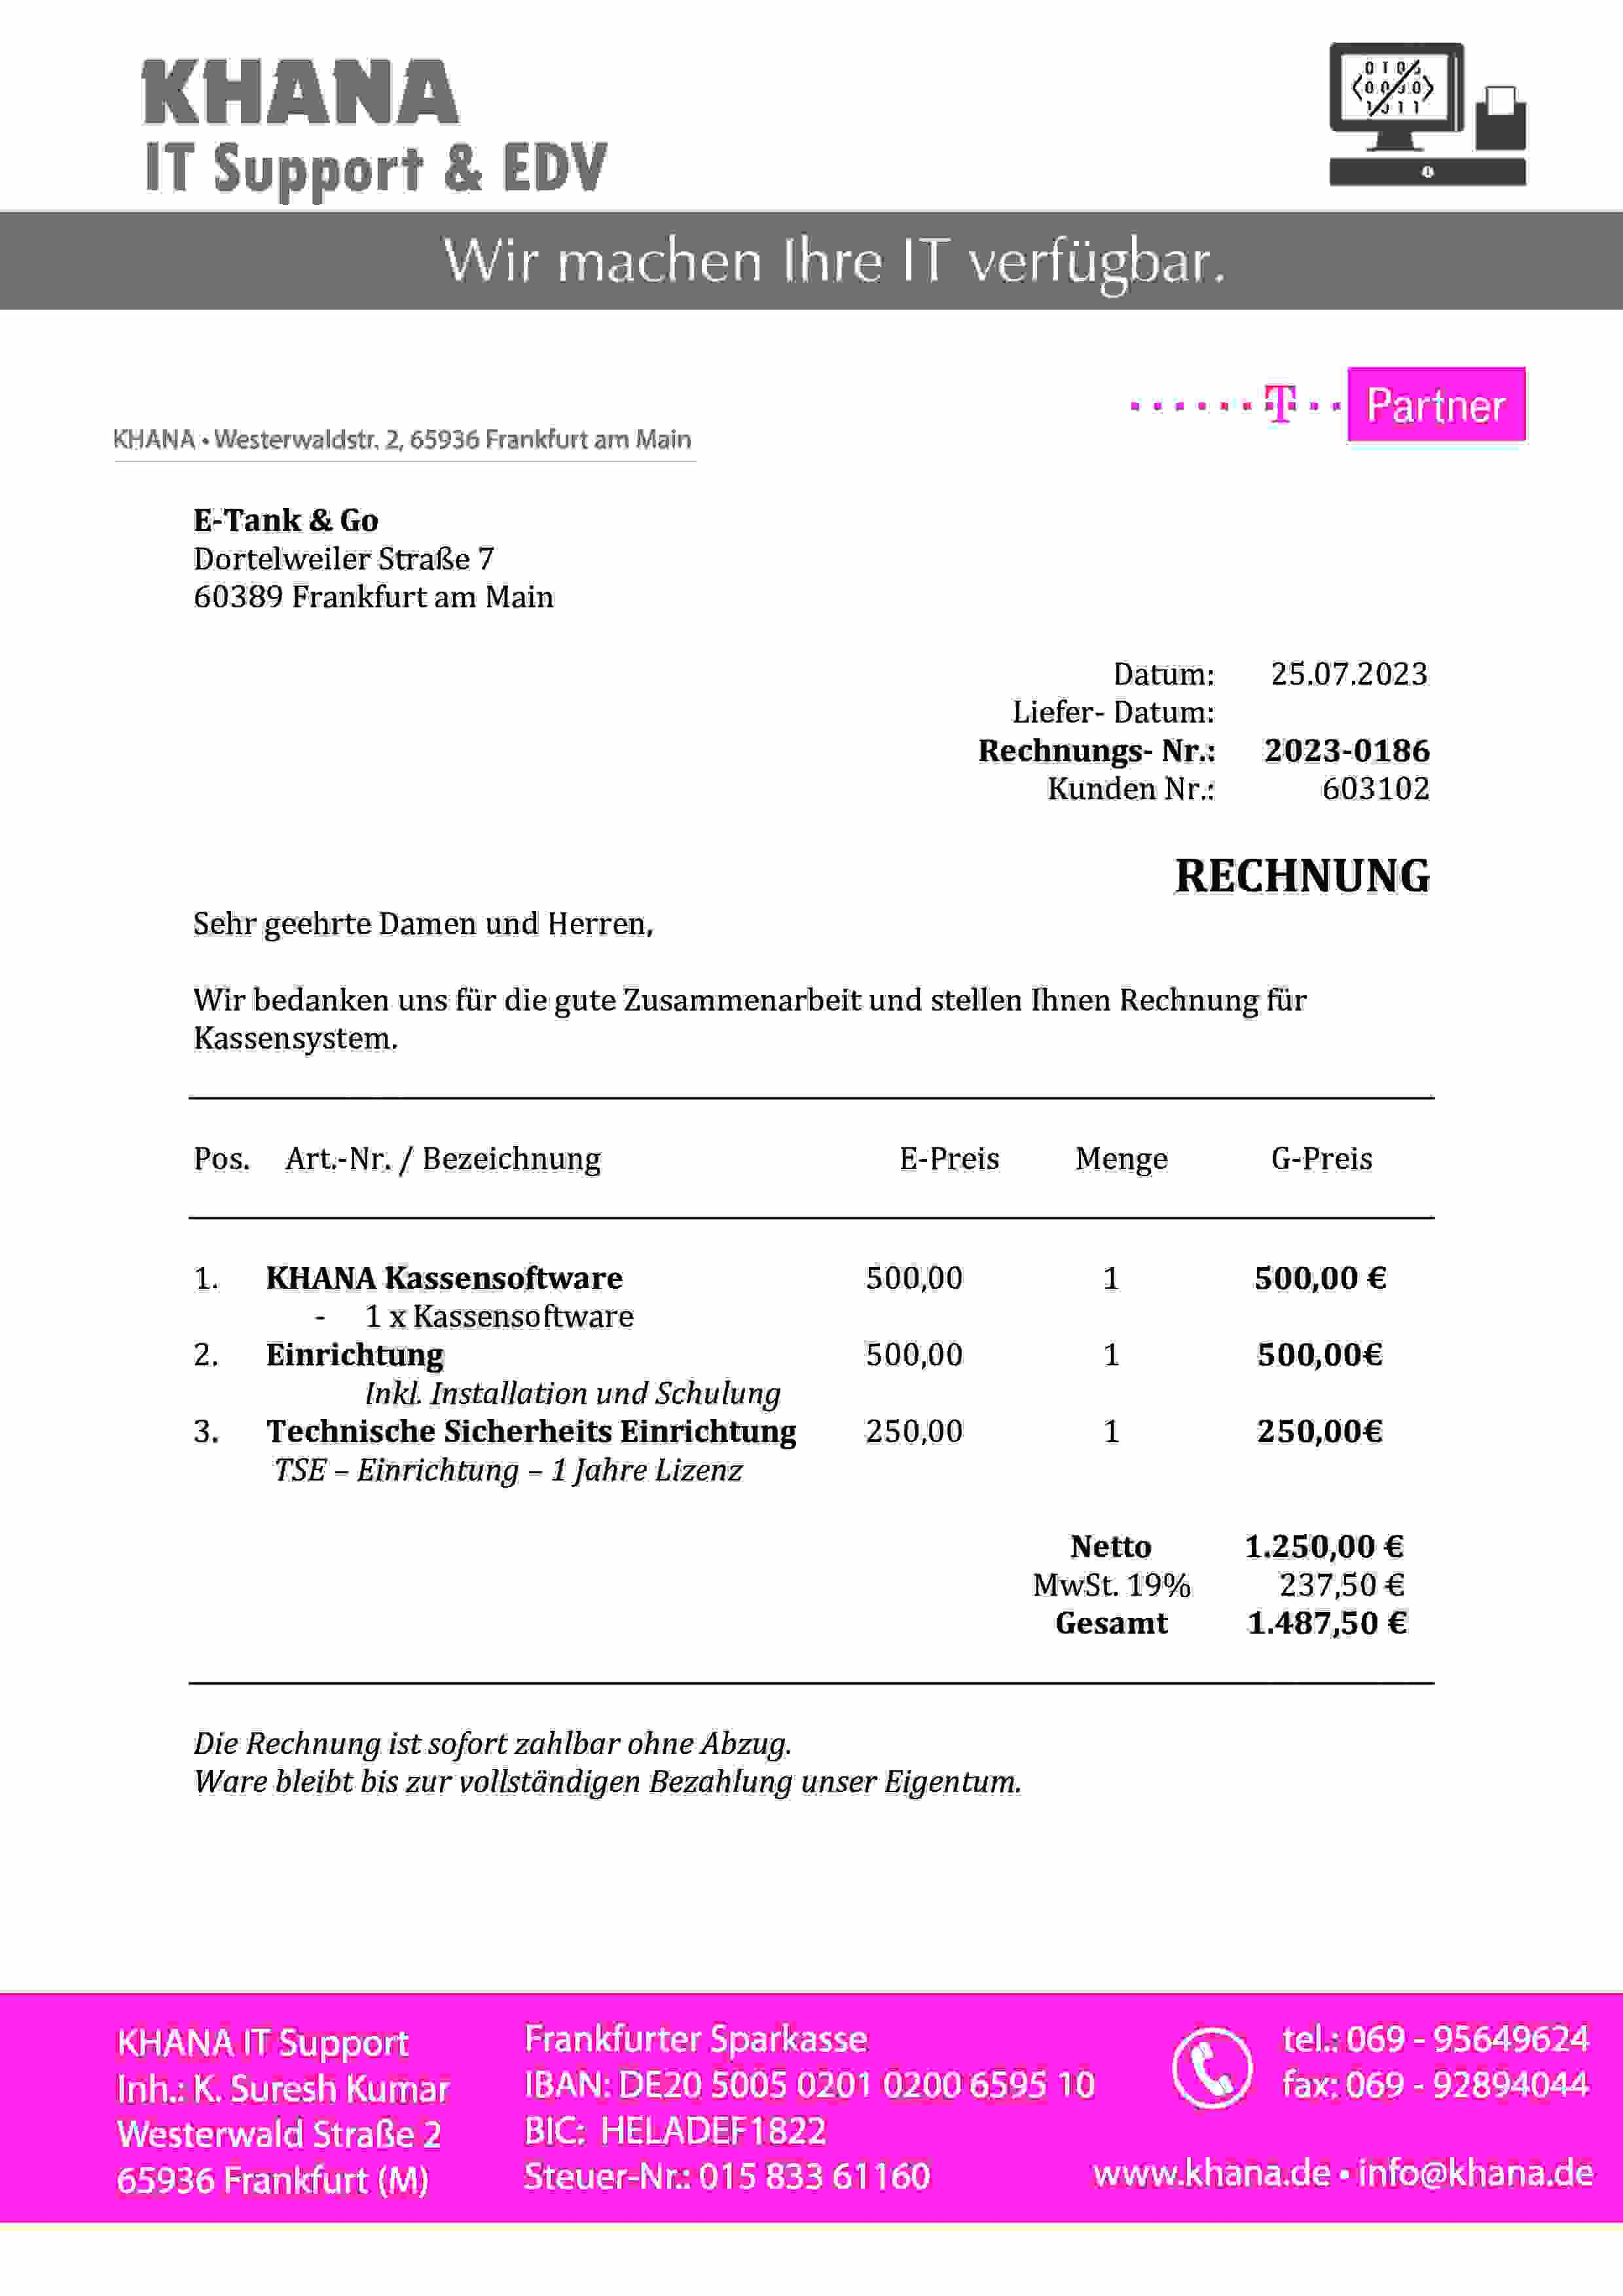 KHANA
IT Support & EDV
Wir machen Ihre IT verfügbar.
T Partner
KHANA • Westerwaldstr. 2, 65936 Frankfurt am Main
E-Tank & Go
Dortelweiler Straße 7
60389 Frankfurt am Main
Datum: 25.07.2023
Liefer- Datum:
Rechnungs- Nr.: 2023-0186
Kunden Nr.: 603102
RECHNUNG
Sehr geehrte Damen und Herren,
Wir bedanken uns für die gute Zusammenarbeit und stellen Ihnen Rechnung für
Kassensystem.
Pos. Art.-Nr. / Bezeichnung E-Preis Menge G-Preis
1. KHANA Kassensoftware 500,00 1 500,00 €
- 1 x Kassensoftware
2. Einrichtung 500,00 1 500,00€
Inkl. Installation und Schulung
3. Technische Sicherheits Einrichtung 250,00 1 250,00€
TSE – Einrichtung – 1 Jahre Lizenz
Netto 1.250,00 €
MwSt. 19% 237,50 €
Gesamt 1.487,50 €
Die Rechnung ist sofort zahlbar ohne Abzug.
Ware bleibt bis zur vollständigen Bezahlung unser Eigentum.
KHANA IT Support
Inh.: K. Suresh Kumar
Westerwald Straße 2
65936 Frankfurt (M)
Frankfurter Sparkasse
IBAN: DE20 5005 0201 0200 6595 10
BIC: HELADEF1822
Steuer-Nr.: 015 833 61160
tel.: 069 - 95649624
fax: 069 - 92894044
www.khana.de • info@khana.de